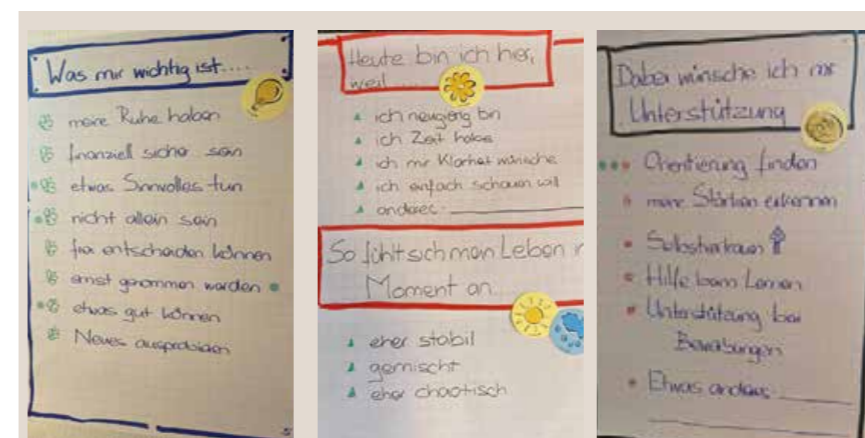 Was mir wichtig ist....
meine Ruhe haben
finanziell sicher sein
etwas Sinnvolles tun
nicht allein sein
frei entscheiden können
ernst genommen werden
etwas gut können
Neues ausprobieren
Heute bin ich hier,
weil
ich neugierig bin
ich Zeit habe
ich mir Klarheit wünsche
ich einfach schauen will
anderes: ____________
So fühlt sich mein Leben i
Moment an
eher stabil
gemischt
eher chaotisch
Dabei wünsche ich mir
Unterstützung
Orientierung finden
meine Stärken erkennen
Selbstvertrauen
Hilfe beim Lernen
Unterstützung bei
Bewerbungen
Etwas anderes: ______